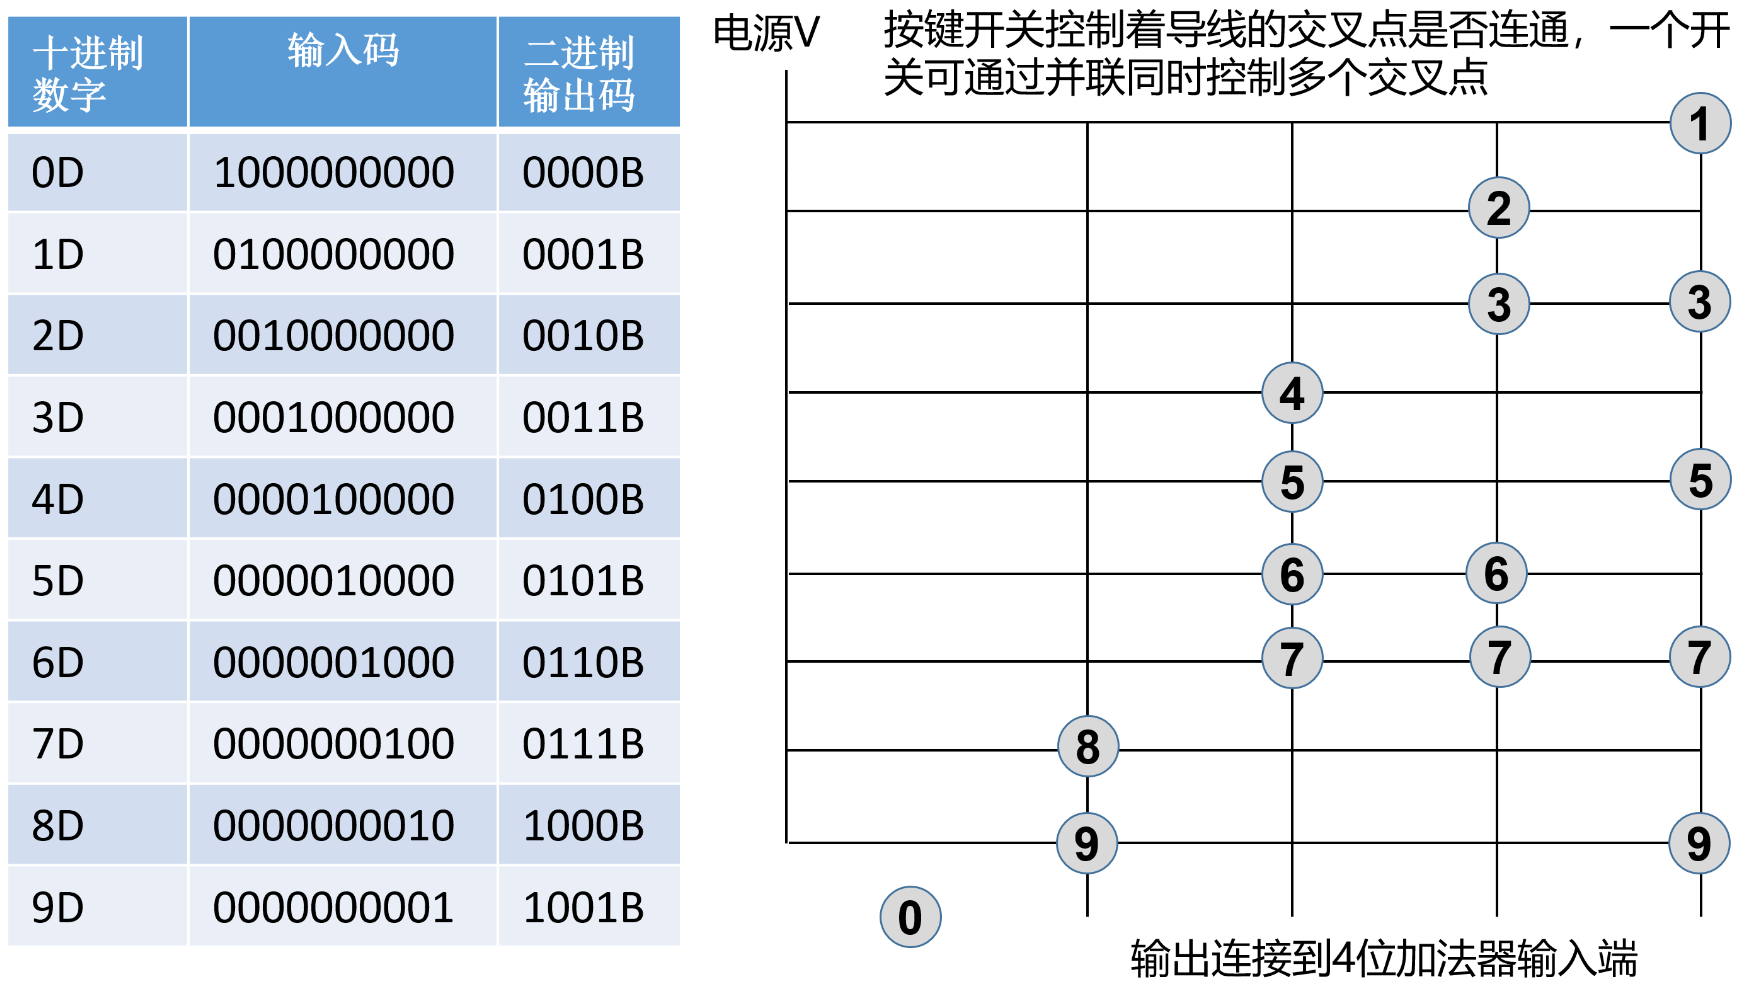 十进制数字 输入码 二进制输出码
0D 1000000000 0000B
1D 0100000000 0001B
2D 0010000000 0010B
3D 0001000000 0011B
4D 0000100000 0100B
5D 0000010000 0101B
6D 0000001000 0110B
7D 0000000100 0111B
8D 0000000010 1000B
9D 0000000001 1001B
电源V
按键开关控制着导线的交叉点是否连通，一个开
关可通过并联同时控制多个交叉点
1
2
3 3
4
5 5
6 6
7 7 7
8
9 9
0
输出连接到4位加法器输入端